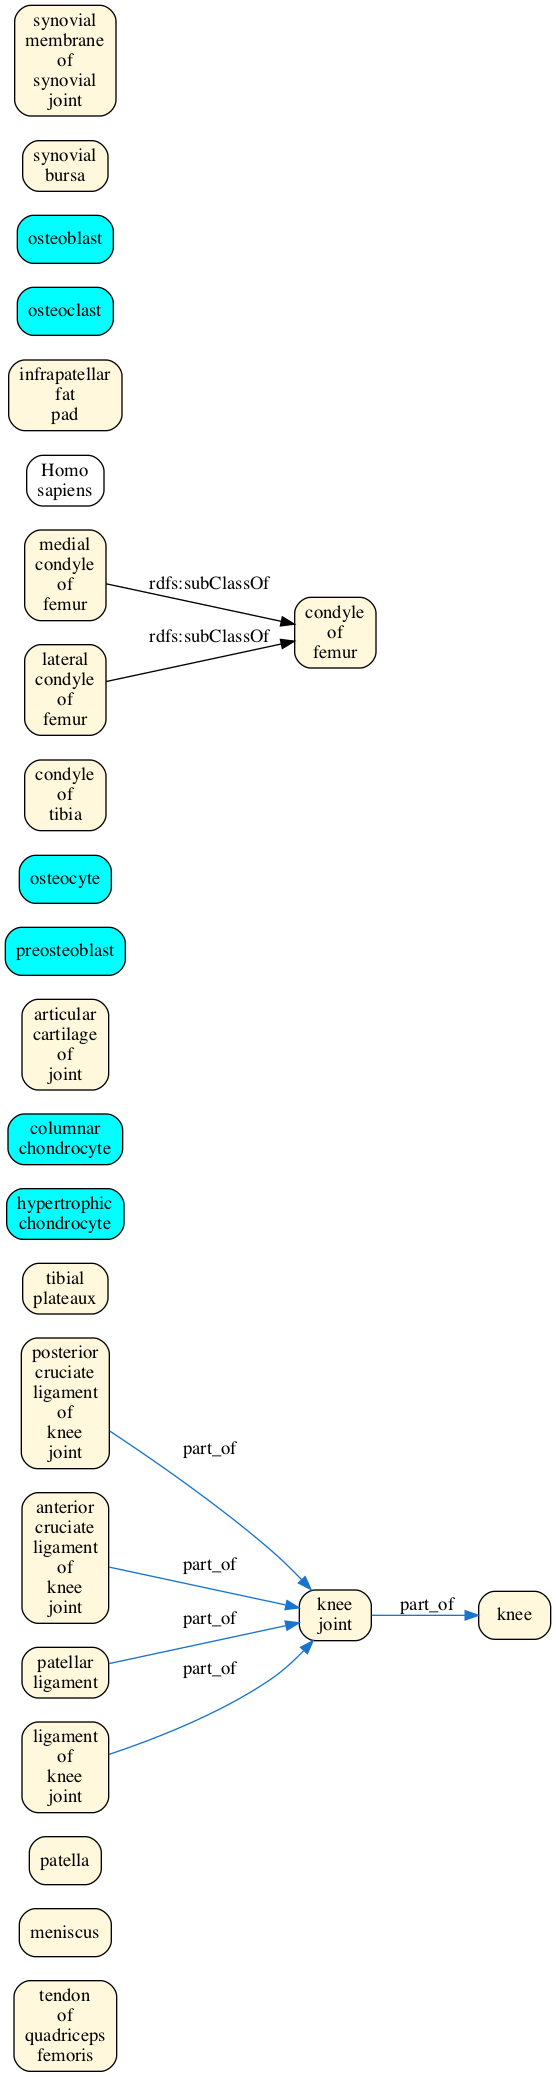 synovial
membrane
of
synovial
joint
synovial
bursa
osteoblast
osteoclast
infrapatellar
fat
pad
Homo
sapiens
medial
condyle
of
femur
rdfs:subClassOf
condyle
of
femur
rdfs:subClassOf
lateral
condyle
of
femur
condyle
of
tibia
osteocyte
preosteoblast
articular
cartilage
of
joint
columnar
chondrocyte
hypertrophic
chondrocyte
tibial
plateaux
posterior
cruciate
ligament
of
knee
joint
part_of
anterior
cruciate
ligament
of
knee
joint
part_of
knee
joint
part_of
knee
part_of
patellar
ligament
part_of
ligament
of
knee
joint
patella
meniscus
tendon
of
quadriceps
femoris